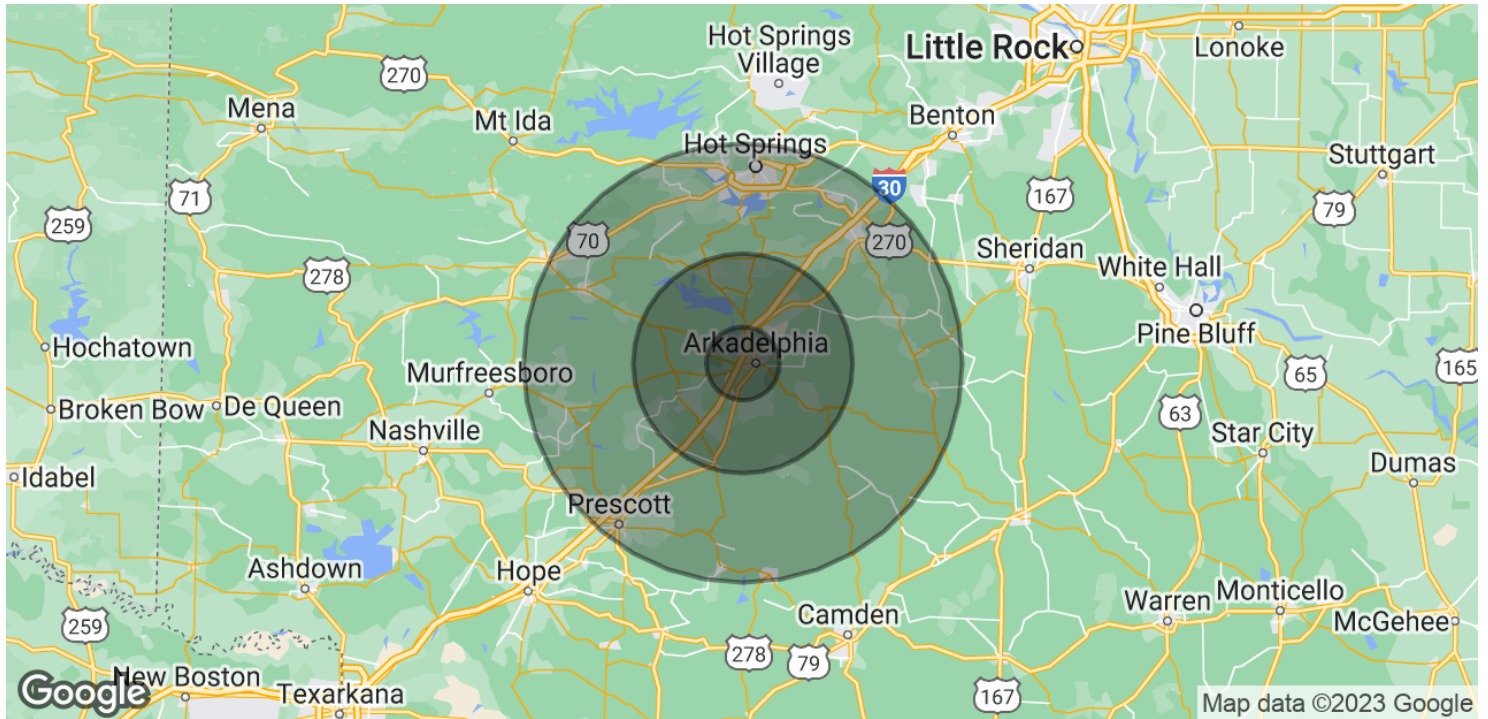 Hot Springs
Village
Little Rock
Lonoke
270
Mena
Mt Ida
Benton
Hot Springs
Stuttgart
30
71
167
79
259
70
270
Sheridan
278
White Hall
Pine Bluff
Arkadelphia
Hochatown
Murfreesboro
65
165
Broken Bow
De Queen
63
Nashville
Star City
Idabel
Dumas
Prescott
Ashdown
Hope
Camden
Warren
Monticello
McGehee
259
278
79
New Boston
Texarkana
167
Google
Map data ©2023 Google